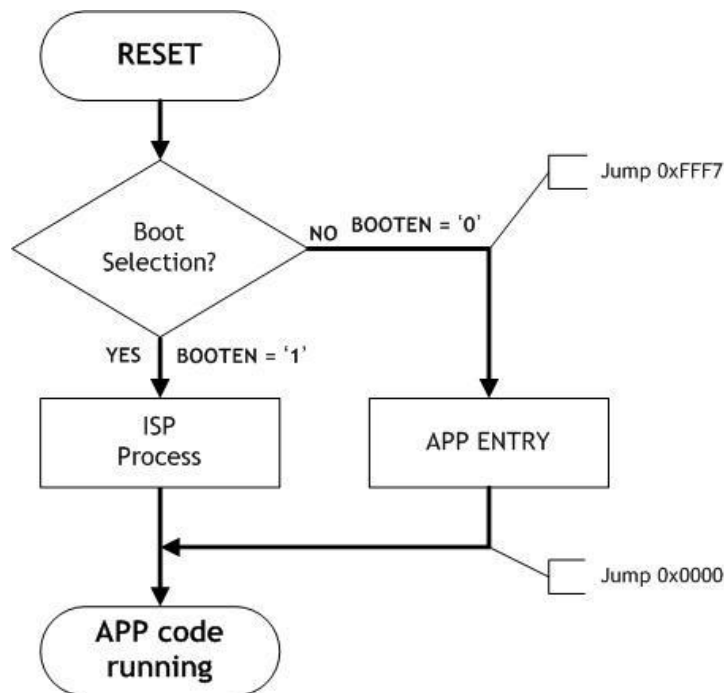 RESET
Jump 0xFFF7
Boot
Selection?
NO BOOTEN = ‘0’
YES BOOTEN = ‘1’
ISP
Process
APP ENTRY
Jump 0x0000
APP code
running